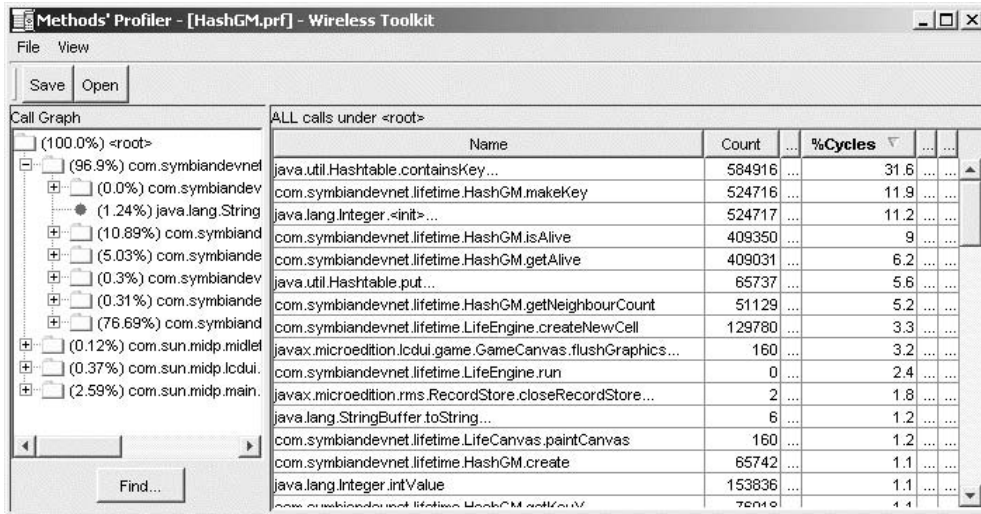 Methods' Profiler - [HashGM.prf] - Wireless Toolkit
File View
Save Open
Call Graph
(100.0%) <root>
(96.9%) com.symbiandevnet
(0.0%) com.symbiandev
(1.24%) java.lang.String
(10.89%) com.symbiand
(5.03%) com.symbiande
(0.3%) com.symbiandev
(0.31%) com.symbiande
(76.69%) com.symbiand
(0.12%) com.sun.midp.midlet
(0.37%) com.sun.midp.lcdui.
(2.59%) com.sun.midp.main.
Find...
ALL calls under <root>
Name Count ... %Cycles ... ...
java.util.Hashtable.containsKey... 584916 ... 31.6 ... ...
com.symbiandevnet.lifetime.HashGM.makeKey 524716 ... 11.9 ... ...
java.lang.Integer.<init>... 524717 ... 11.2 ... ...
com.symbiandevnet.lifetime.HashGM.isAlive 409350 ... 9 ... ...
com.symbiandevnet.lifetime.HashGM.getAlive 409031 ... 6.2 ... ...
java.util.Hashtable.put... 65737 ... 5.6 ... ...
com.symbiandevnet.lifetime.HashGM.getNeighbourCount 51129 ... 5.2 ... ...
com.symbiandevnet.lifetime.LifeEngine.createNewCell 129780 ... 3.3 ... ...
javax.microedition.lcdui.game.GameCanvas.flushGraphics... 160 ... 3.2 ... ...
com.symbiandevnet.lifetime.LifeEngine.run 0 ... 2.4 ... ...
javax.microedition.rms.RecordStore.closeRecordStore... 2 ... 1.8 ... ...
java.lang.StringBuffer.toString... 6 ... 1.2 ... ...
com.symbiandevnet.lifetime.LifeCanvas.paintCanvas 160 ... 1.2 ... ...
com.symbiandevnet.lifetime.HashGM.create 65742 ... 1.1 ... ...
java.lang.Integer.intValue 153836 ... 1.1 ... ...